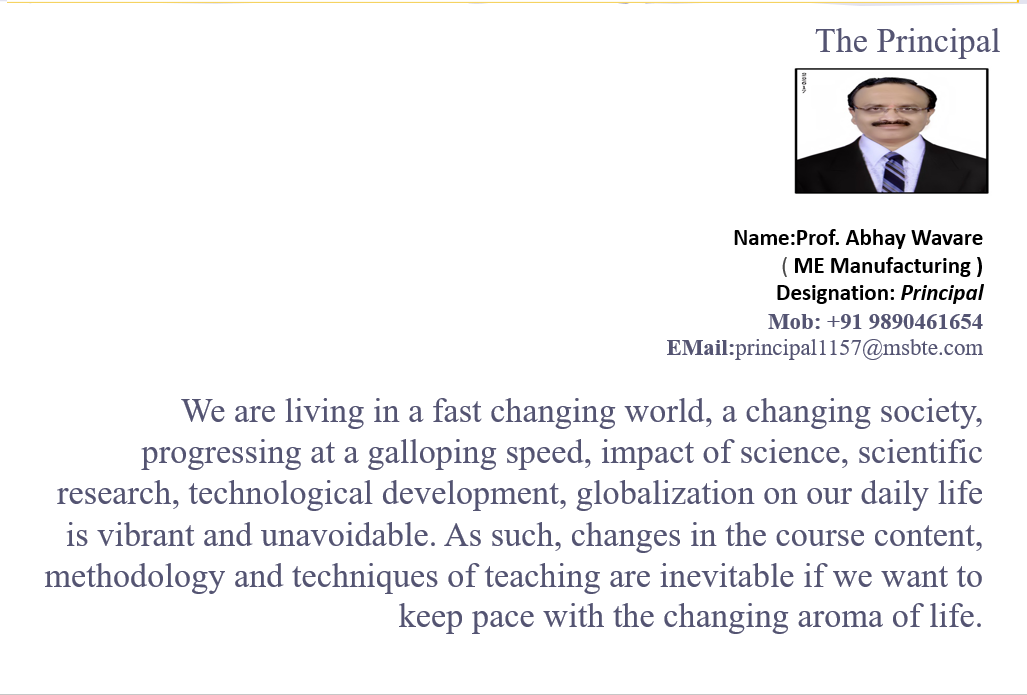 The Principal
Name:Prof. Abhay Wavare
( ME Manufacturing )
Designation: Principal
Mob: +91 9890461654
EMail:principal1157@msbte.com
We are living in a fast changing world, a changing society,
progressing at a galloping speed, impact of science, scientific
research, technological development, globalization on our daily life
is vibrant and unavoidable. As such, changes in the course content,
methodology and techniques of teaching are inevitable if we want to
keep pace with the changing aroma of life.